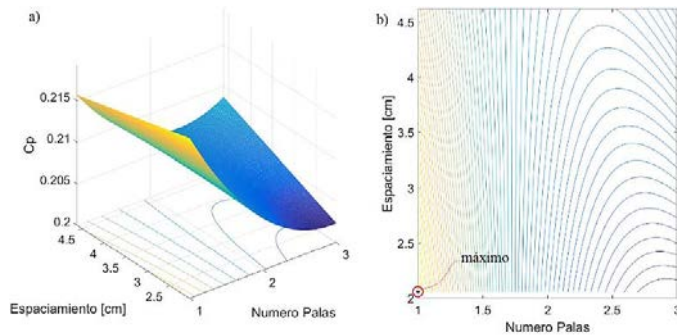 a)
0.215
0.21
0.205
0.2
Cp
4.5
4
3.5
3
2.5
Espaciamiento [cm]
1
2
3
Numero Palas
b)
4.5
4
3.5
3
2.5
2
Espaciamiento [cm]
máximo
1
1.5
2
2.5
3
Numero Palas